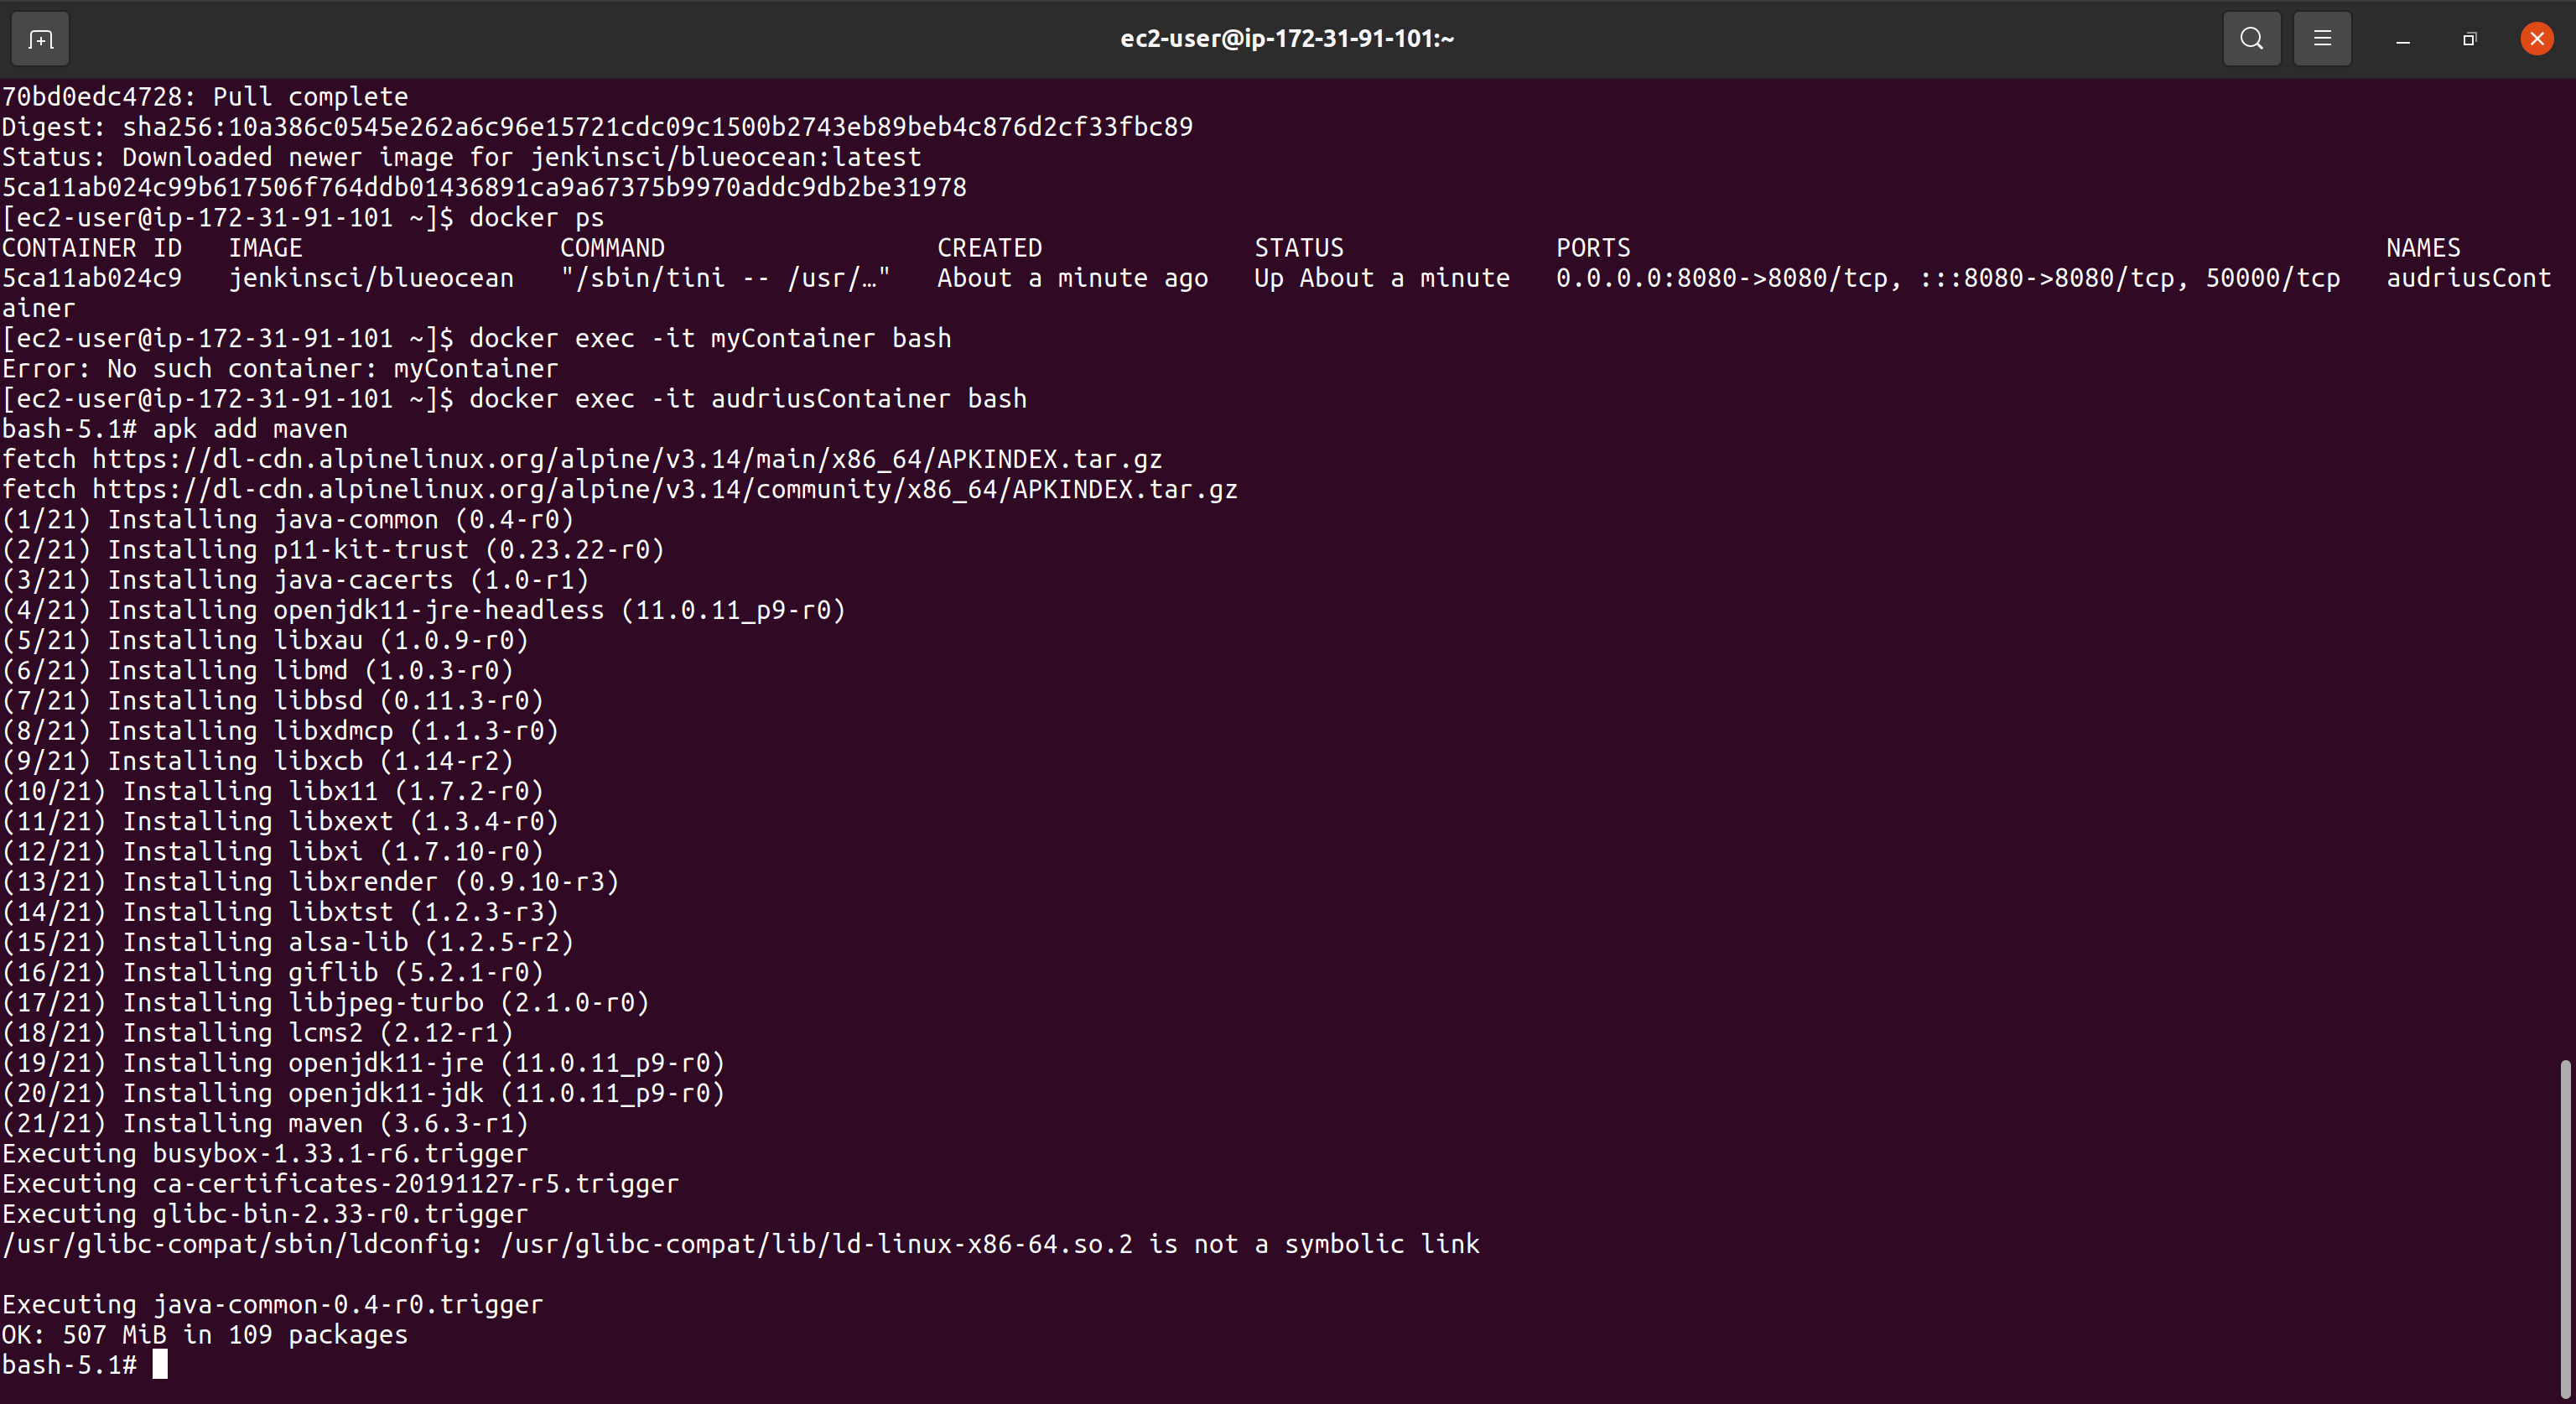 ec2-user@ip-172-31-91-101:~
70bd0edc4728: Pull complete
Digest: sha256:10a386c0545e262a6c96e15721cdc09c1500b2743eb89beb4c876d2cf33fbc89
Status: Downloaded newer image for jenkinsci/blueocean:latest
5ca11ab024c99b617506f764ddb01436891ca9a67375b9970addc9db2be31978
[ec2-user@ip-172-31-91-101 ~]$ docker ps
CONTAINER ID   IMAGE                 COMMAND                  CREATED              STATUS              PORTS                                                  NAMES
5ca11ab024c9   jenkinsci/blueocean   "/sbin/tini -- /usr/…"   About a minute ago   Up About a minute   0.0.0.0:8080->8080/tcp, :::8080->8080/tcp, 50000/tcp   audriusCont
ainer
[ec2-user@ip-172-31-91-101 ~]$ docker exec -it myContainer bash
Error: No such container: myContainer
[ec2-user@ip-172-31-91-101 ~]$ docker exec -it audriusContainer bash
bash-5.1# apk add maven
fetch https://dl-cdn.alpinelinux.org/alpine/v3.14/main/x86_64/APKINDEX.tar.gz
fetch https://dl-cdn.alpinelinux.org/alpine/v3.14/community/x86_64/APKINDEX.tar.gz
(1/21) Installing java-common (0.4-r0)
(2/21) Installing p11-kit-trust (0.23.22-r0)
(3/21) Installing java-cacerts (1.0-r1)
(4/21) Installing openjdk11-jre-headless (11.0.11_p9-r0)
(5/21) Installing libxau (1.0.9-r0)
(6/21) Installing libmd (1.0.3-r0)
(7/21) Installing libbsd (0.11.3-r0)
(8/21) Installing libxdmcp (1.1.3-r0)
(9/21) Installing libxcb (1.14-r2)
(10/21) Installing libx11 (1.7.2-r0)
(11/21) Installing libxext (1.3.4-r0)
(12/21) Installing libxi (1.7.10-r0)
(13/21) Installing libxrender (0.9.10-r3)
(14/21) Installing libxtst (1.2.3-r3)
(15/21) Installing alsa-lib (1.2.5-r2)
(16/21) Installing giflib (5.2.1-r0)
(17/21) Installing libjpeg-turbo (2.1.0-r0)
(18/21) Installing lcms2 (2.12-r1)
(19/21) Installing openjdk11-jre (11.0.11_p9-r0)
(20/21) Installing openjdk11-jdk (11.0.11_p9-r0)
(21/21) Installing maven (3.6.3-r1)
Executing busybox-1.33.1-r6.trigger
Executing ca-certificates-20191127-r5.trigger
Executing glibc-bin-2.33-r0.trigger
/usr/glibc-compat/sbin/ldconfig: /usr/glibc-compat/lib/ld-linux-x86-64.so.2 is not a symbolic link
Executing java-common-0.4-r0.trigger
OK: 507 MiB in 109 packages
bash-5.1#